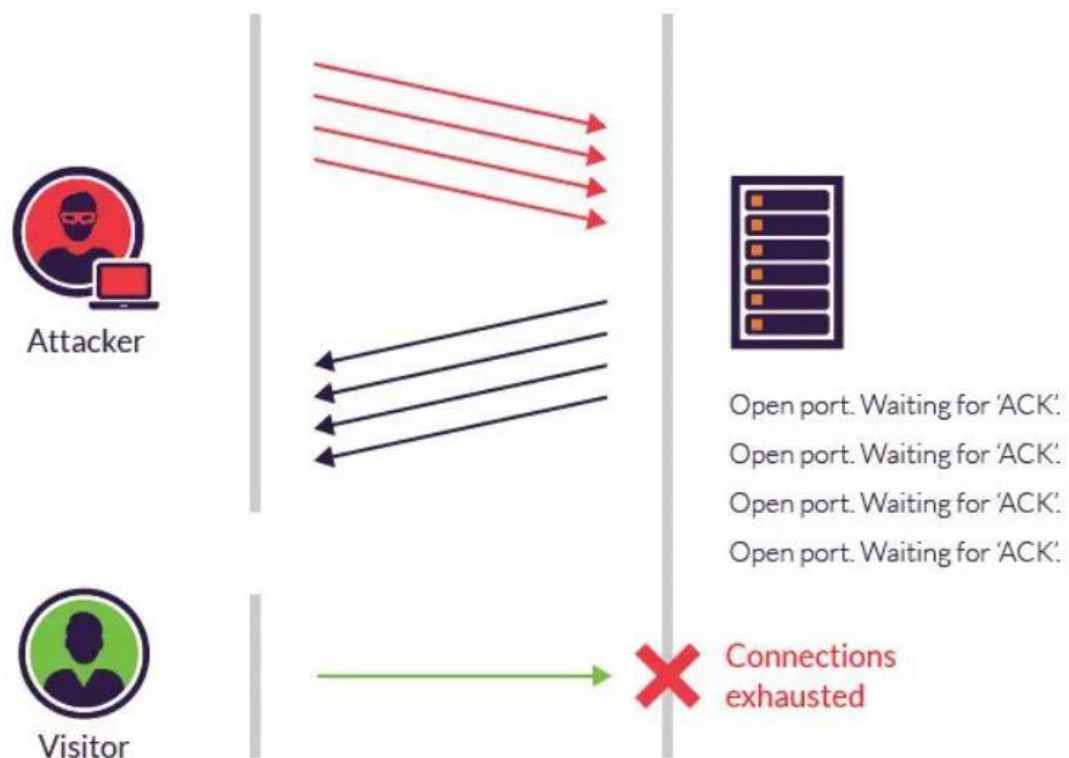 Attacker
Open port. Waiting for ‘ACK’.
Open port. Waiting for ‘ACK’.
Open port. Waiting for ‘ACK’.
Open port. Waiting for ‘ACK’.
Connections
exhausted
Visitor